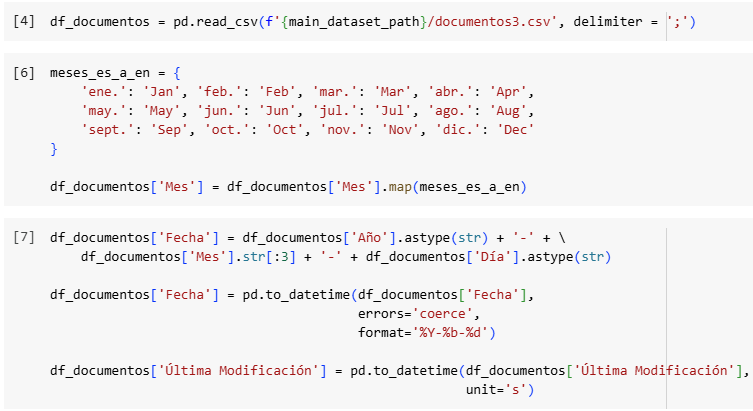 [4] df_documentos = pd.read_csv(f'{main_dataset_path}/documentos3.csv', delimiter = ';')
[6] meses_es_a_en = {
    'ene.': 'Jan', 'feb.': 'Feb', 'mar.': 'Mar', 'abr.': 'Apr',
    'may.': 'May', 'jun.': 'Jun', 'jul.': 'Jul', 'ago.': 'Aug',
    'sept.': 'Sep', 'oct.': 'Oct', 'nov.': 'Nov', 'dic.': 'Dec'
}
df_documentos['Mes'] = df_documentos['Mes'].map(meses_es_a_en)
[7] df_documentos['Fecha'] = df_documentos['Año'].astype(str) + '-' + \
    df_documentos['Mes'].str[:3] + '-' + df_documentos['Día'].astype(str)
df_documentos['Fecha'] = pd.to_datetime(df_documentos['Fecha'],
                                        errors='coerce',
                                        format='%Y-%b-%d')
df_documentos['Última Modificación'] = pd.to_datetime(df_documentos['Última Modificación'],
                                                      unit='s')